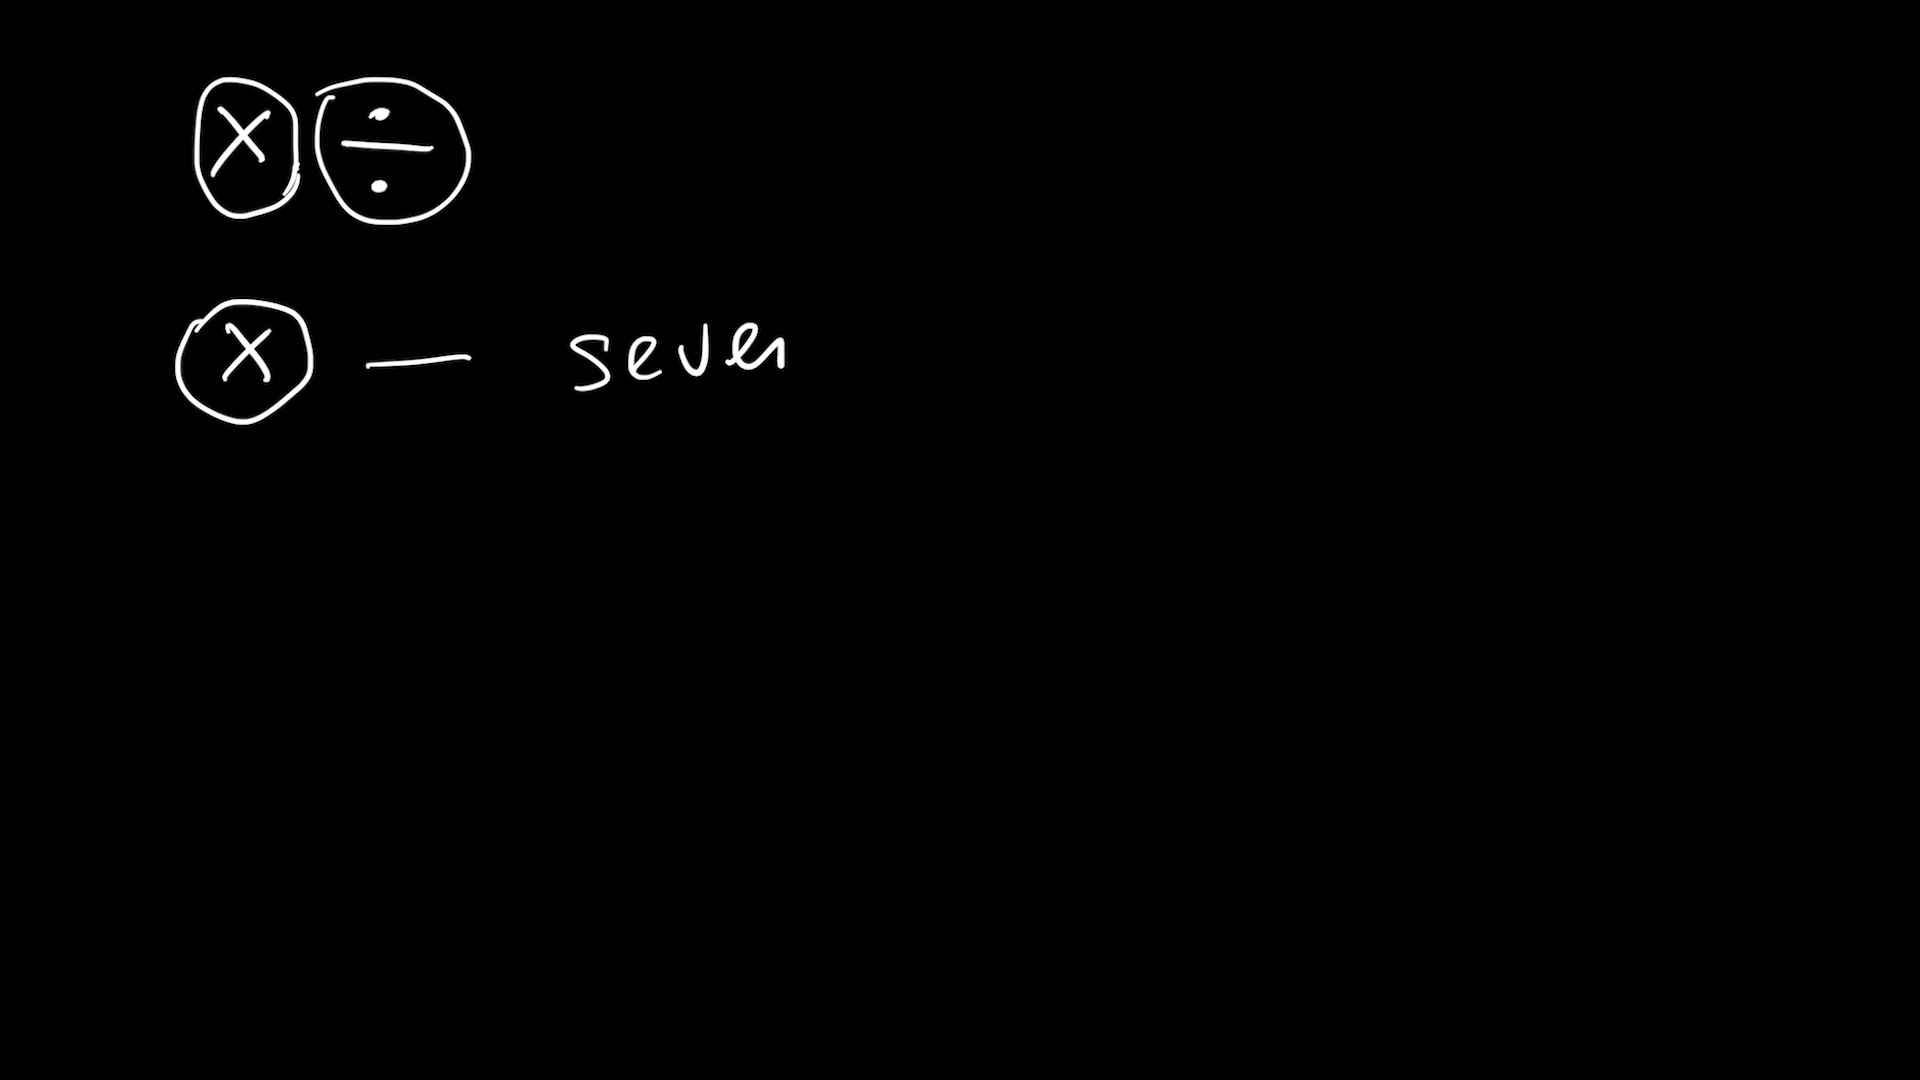 × ÷
× — seven